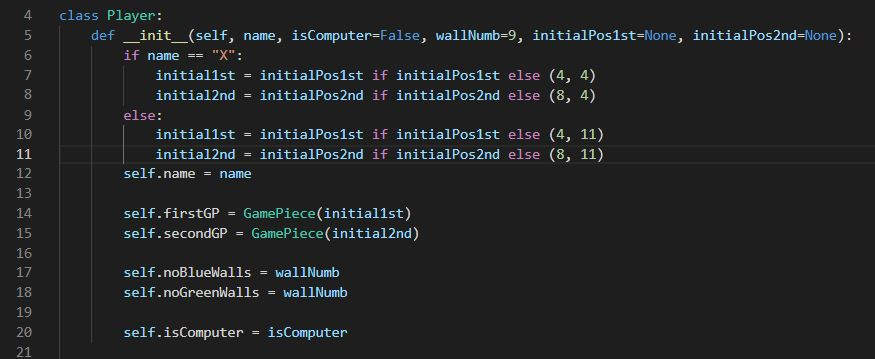 4 class Player:
5     def __init__(self, name, isComputer=False, wallNumb=9, initialPos1st=None, initialPos2nd=None):
6         if name == "X":
7             initial1st = initialPos1st if initialPos1st else (4, 4)
8             initial2nd = initialPos2nd if initialPos2nd else (8, 4)
9         else:
10             initial1st = initialPos1st if initialPos1st else (4, 11)
11             initial2nd = initialPos2nd if initialPos2nd else (8, 11)
12         self.name = name
13
14         self.firstGP = GamePiece(initial1st)
15         self.secondGP = GamePiece(initial2nd)
16
17         self.noBlueWalls = wallNumb
18         self.noGreenWalls = wallNumb
19
20         self.isComputer = isComputer
21